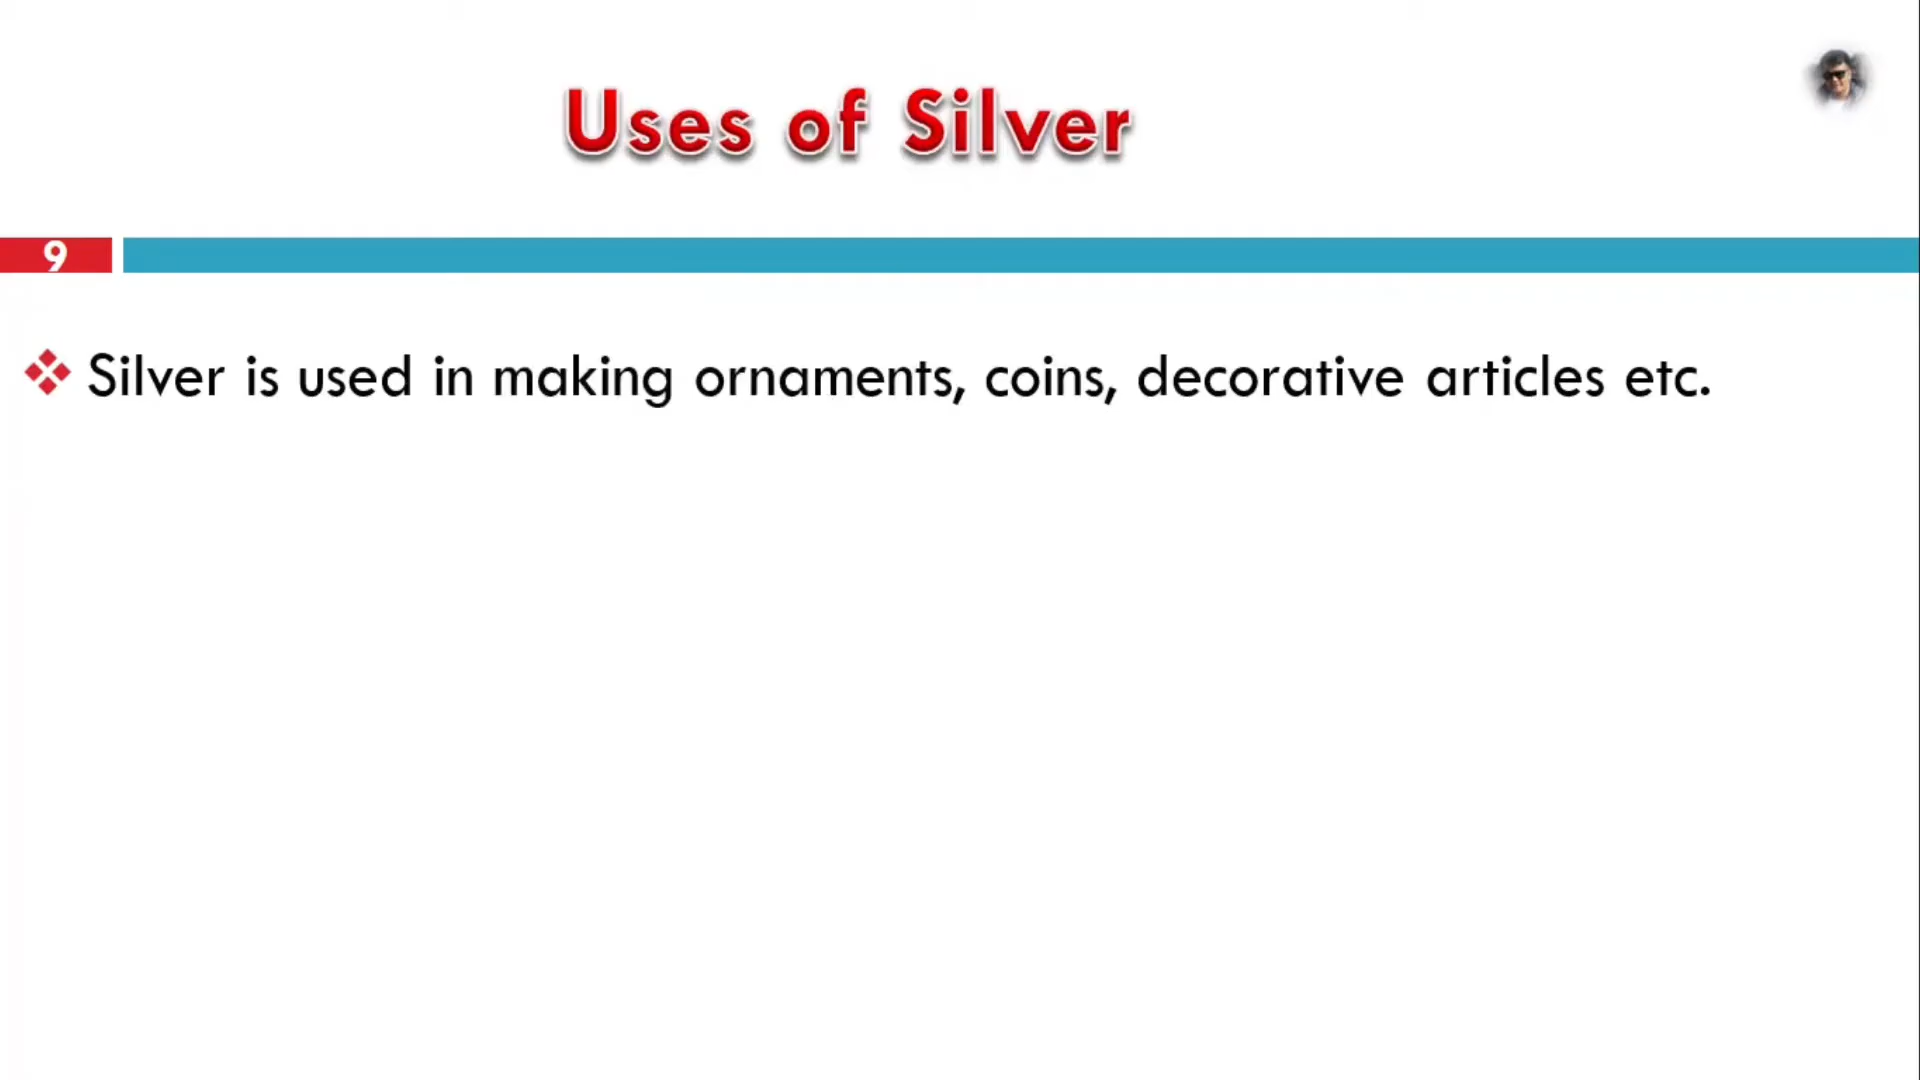 Uses of Silver
9
Silver is used in making ornaments, coins, decorative articles etc.